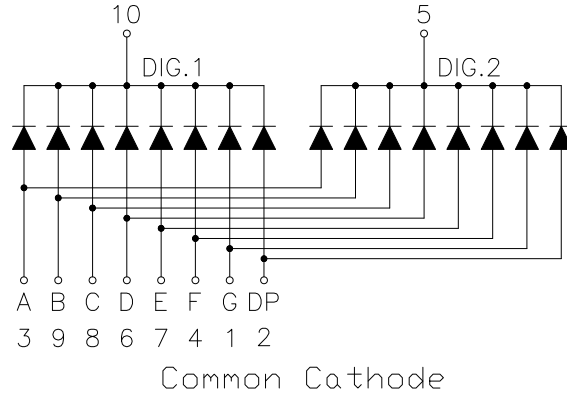 10 5
DIG.1 DIG.2
A B C D E F G DP
3 9 8 6 7 4 1 2
Common Cathode